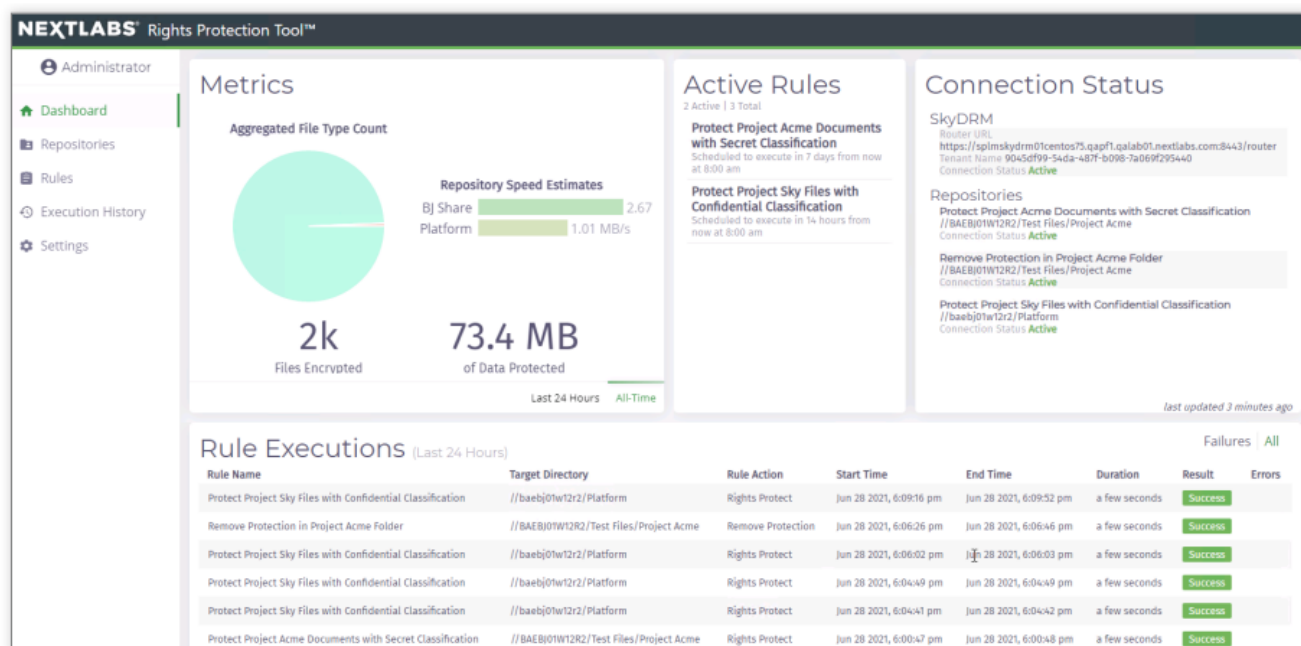 NEXTLABS® Rights Protection Tool™
Administrator
Dashboard
Repositories
Rules
Execution History
Settings
Metrics
Aggregated File Type Count
Repository Speed Estimates
BJ Share 2.67
Platform 1.01 MB/s
2k
Files Encrypted
73.4 MB
of Data Protected
Last 24 Hours All-Time
Active Rules
2 Active | 3 Total
Protect Project Acme Documents
with Secret Classification
Scheduled to execute in 7 days from now
at 8:00 am
Protect Project Sky Files with
Confidential Classification
Scheduled to execute in 14 hours from
now at 8:00 am
Connection Status
SkyDRM
Router URL
https://splmskydrm01centos75.qapf1.qalab01.nextlabs.com:8443/router
Tenant Name 9045df99-54da-487f-b098-7a069f295440
Connection Status Active
Repositories
Protect Project Acme Documents with Secret Classification
//BAEBJ01W12R2/Test Files/Project Acme
Connection Status Active
Remove Protection in Project Acme Folder
//BAEBJ01W12R2/Test Files/Project Acme
Connection Status Active
Protect Project Sky Files with Confidential Classification
//baebj01w12r2/Platform
Connection Status Active
last updated 3 minutes ago
Rule Executions (Last 24 Hours)
Failures All
Rule Name Target Directory Rule Action Start Time End Time Duration Result Errors
Protect Project Sky Files with Confidential Classification //baebj01w12r2/Platform Rights Protect Jun 28 2021, 6:09:16 pm Jun 28 2021, 6:09:52 pm a few seconds Success
Remove Protection in Project Acme Folder //BAEBJ01W12R2/Test Files/Project Acme Remove Protection Jun 28 2021, 6:06:26 pm Jun 28 2021, 6:06:46 pm a few seconds Success
Protect Project Sky Files with Confidential Classification //baebj01w12r2/Platform Rights Protect Jun 28 2021, 6:06:02 pm Jun 28 2021, 6:06:03 pm a few seconds Success
Protect Project Sky Files with Confidential Classification //baebj01w12r2/Platform Rights Protect Jun 28 2021, 6:04:49 pm Jun 28 2021, 6:04:49 pm a few seconds Success
Protect Project Sky Files with Confidential Classification //baebj01w12r2/Platform Rights Protect Jun 28 2021, 6:04:41 pm Jun 28 2021, 6:04:42 pm a few seconds Success
Protect Project Acme Documents with Secret Classification //BAEBJ01W12R2/Test Files/Project Acme Rights Protect Jun 28 2021, 6:00:47 pm Jun 28 2021, 6:00:48 pm a few seconds Success